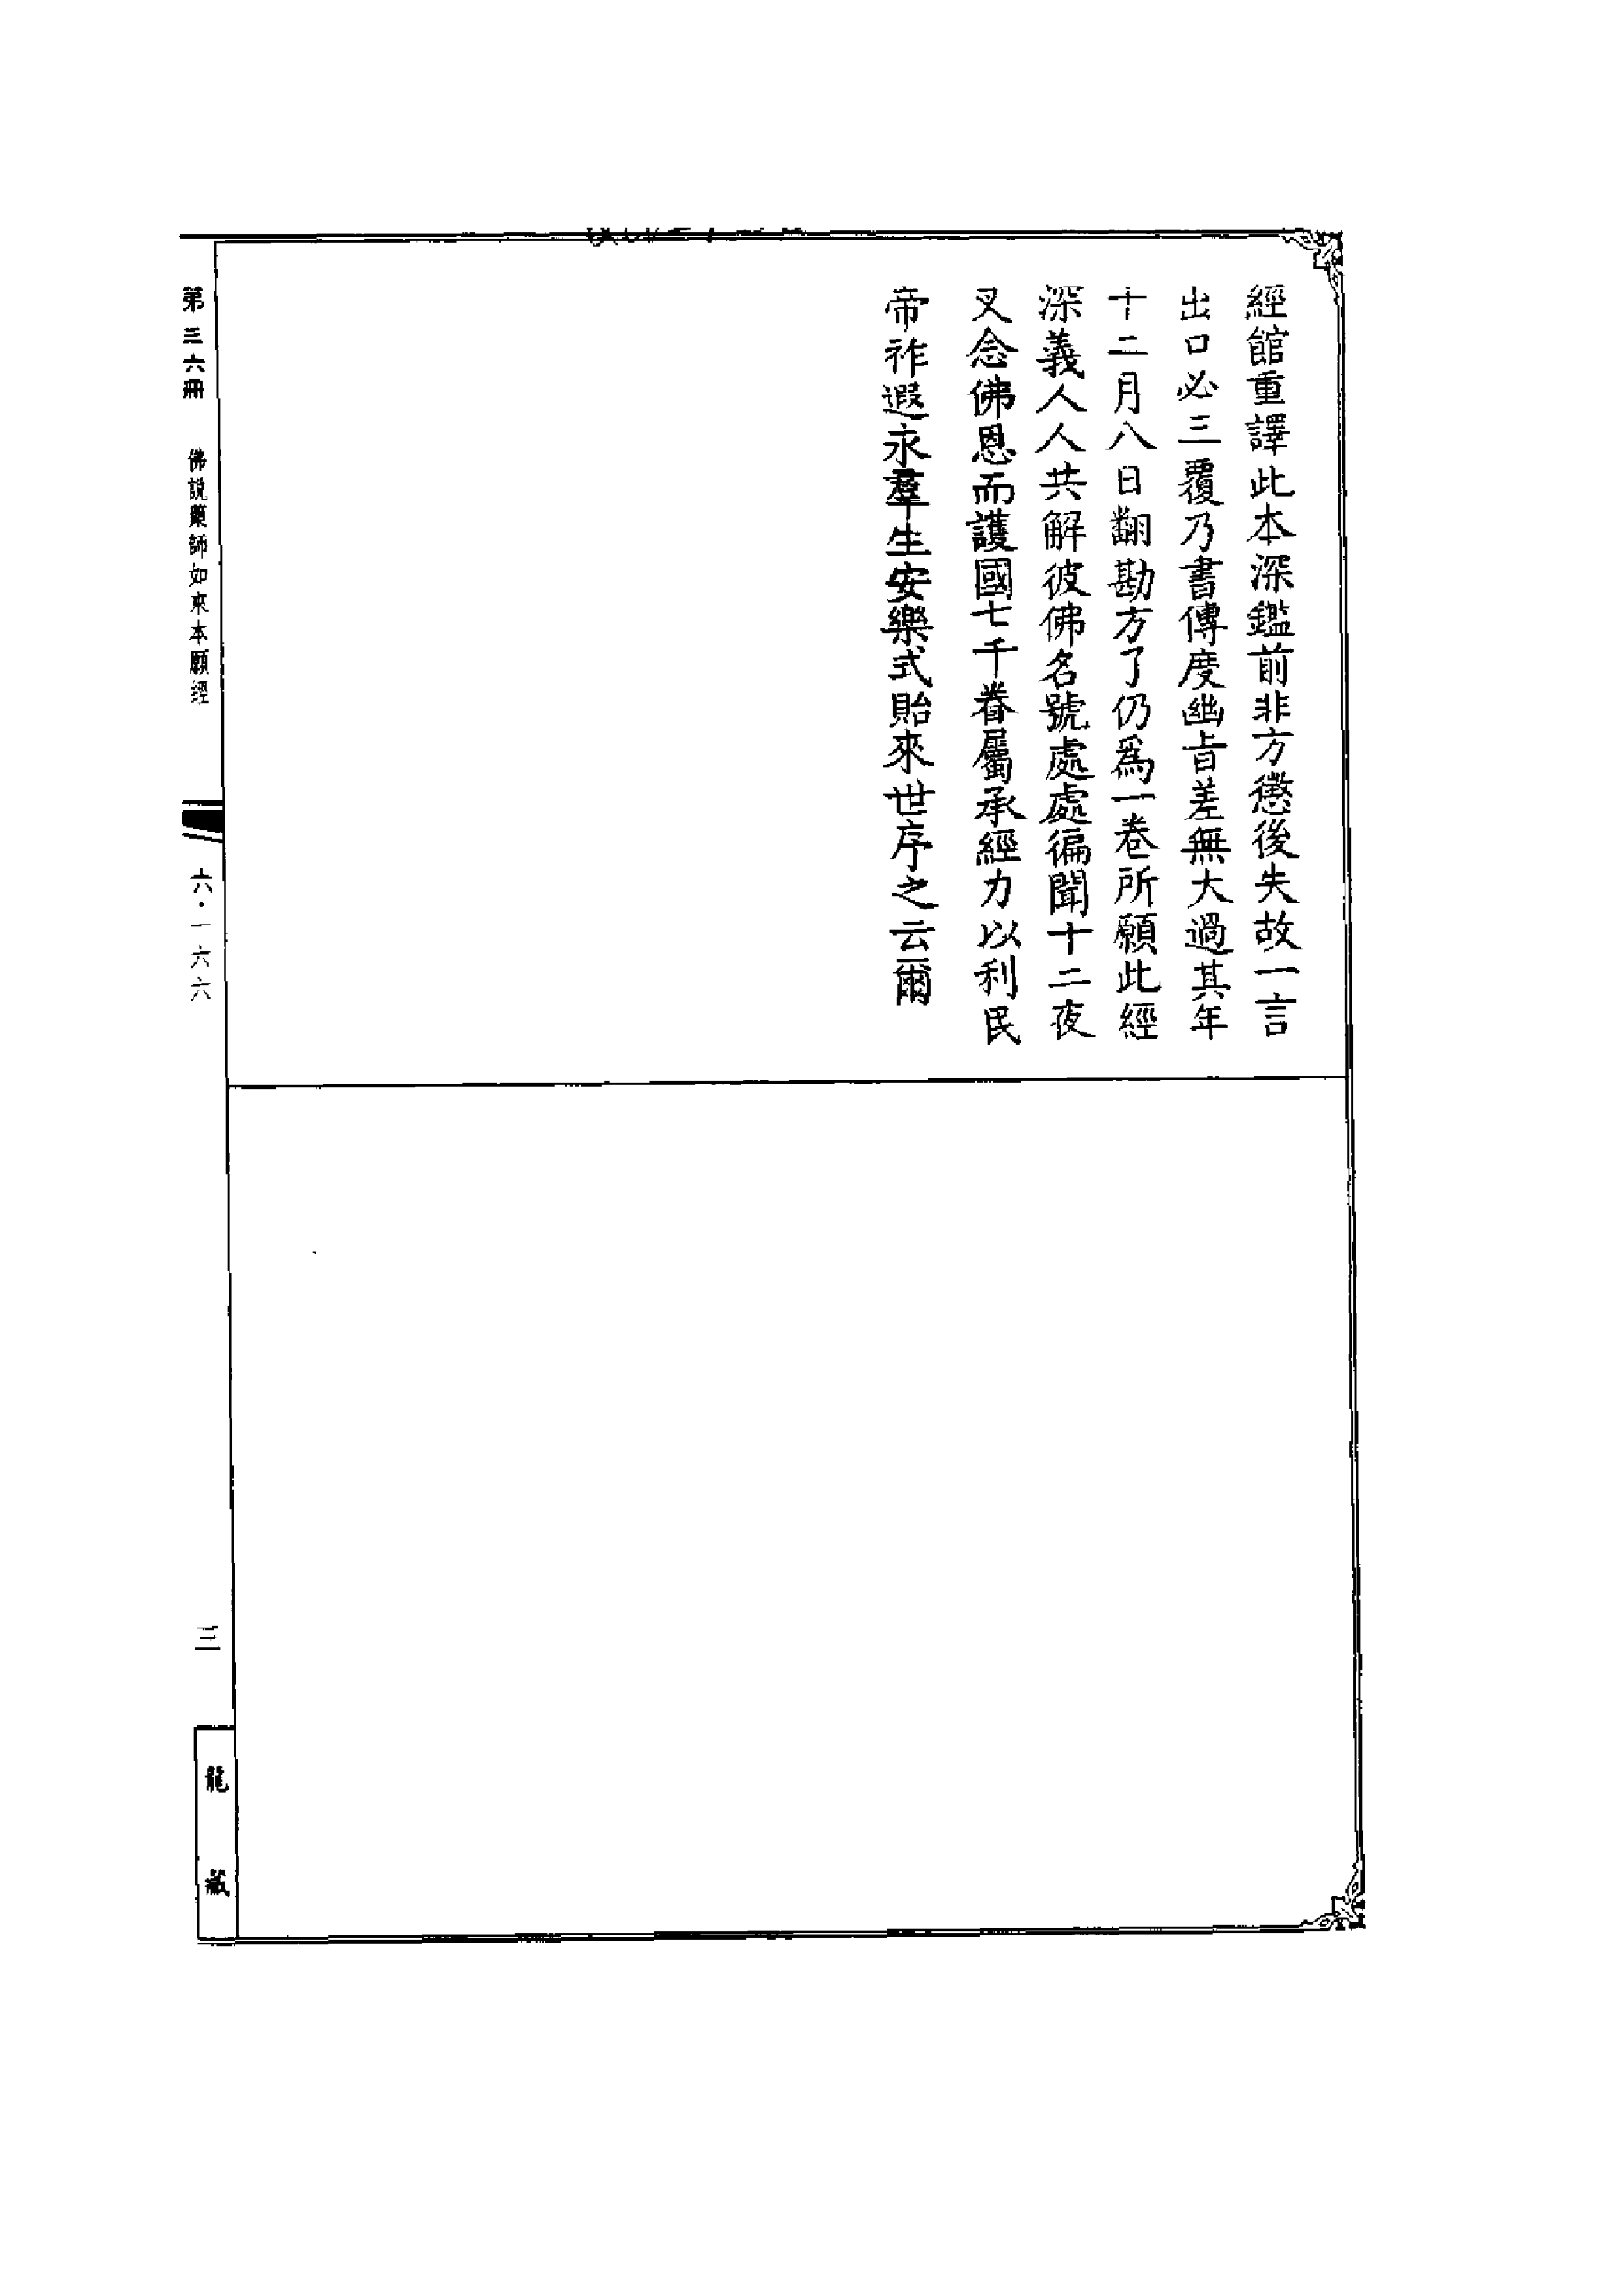 經館重譯此本深鑑前非方懲後失故一言
出口必三覆乃書傳度幽旨差無大過其年
十二月八日翻勘方了仍爲一卷所願此經
深義人人共解彼佛名號處處徧聞十二夜
叉念佛恩而護國七千眷屬承經力以利民
帝祚遐永羣生安樂式貽來世序之云爾
第三六冊
佛說藥師如來本願經
六·一六六
三
龍藏